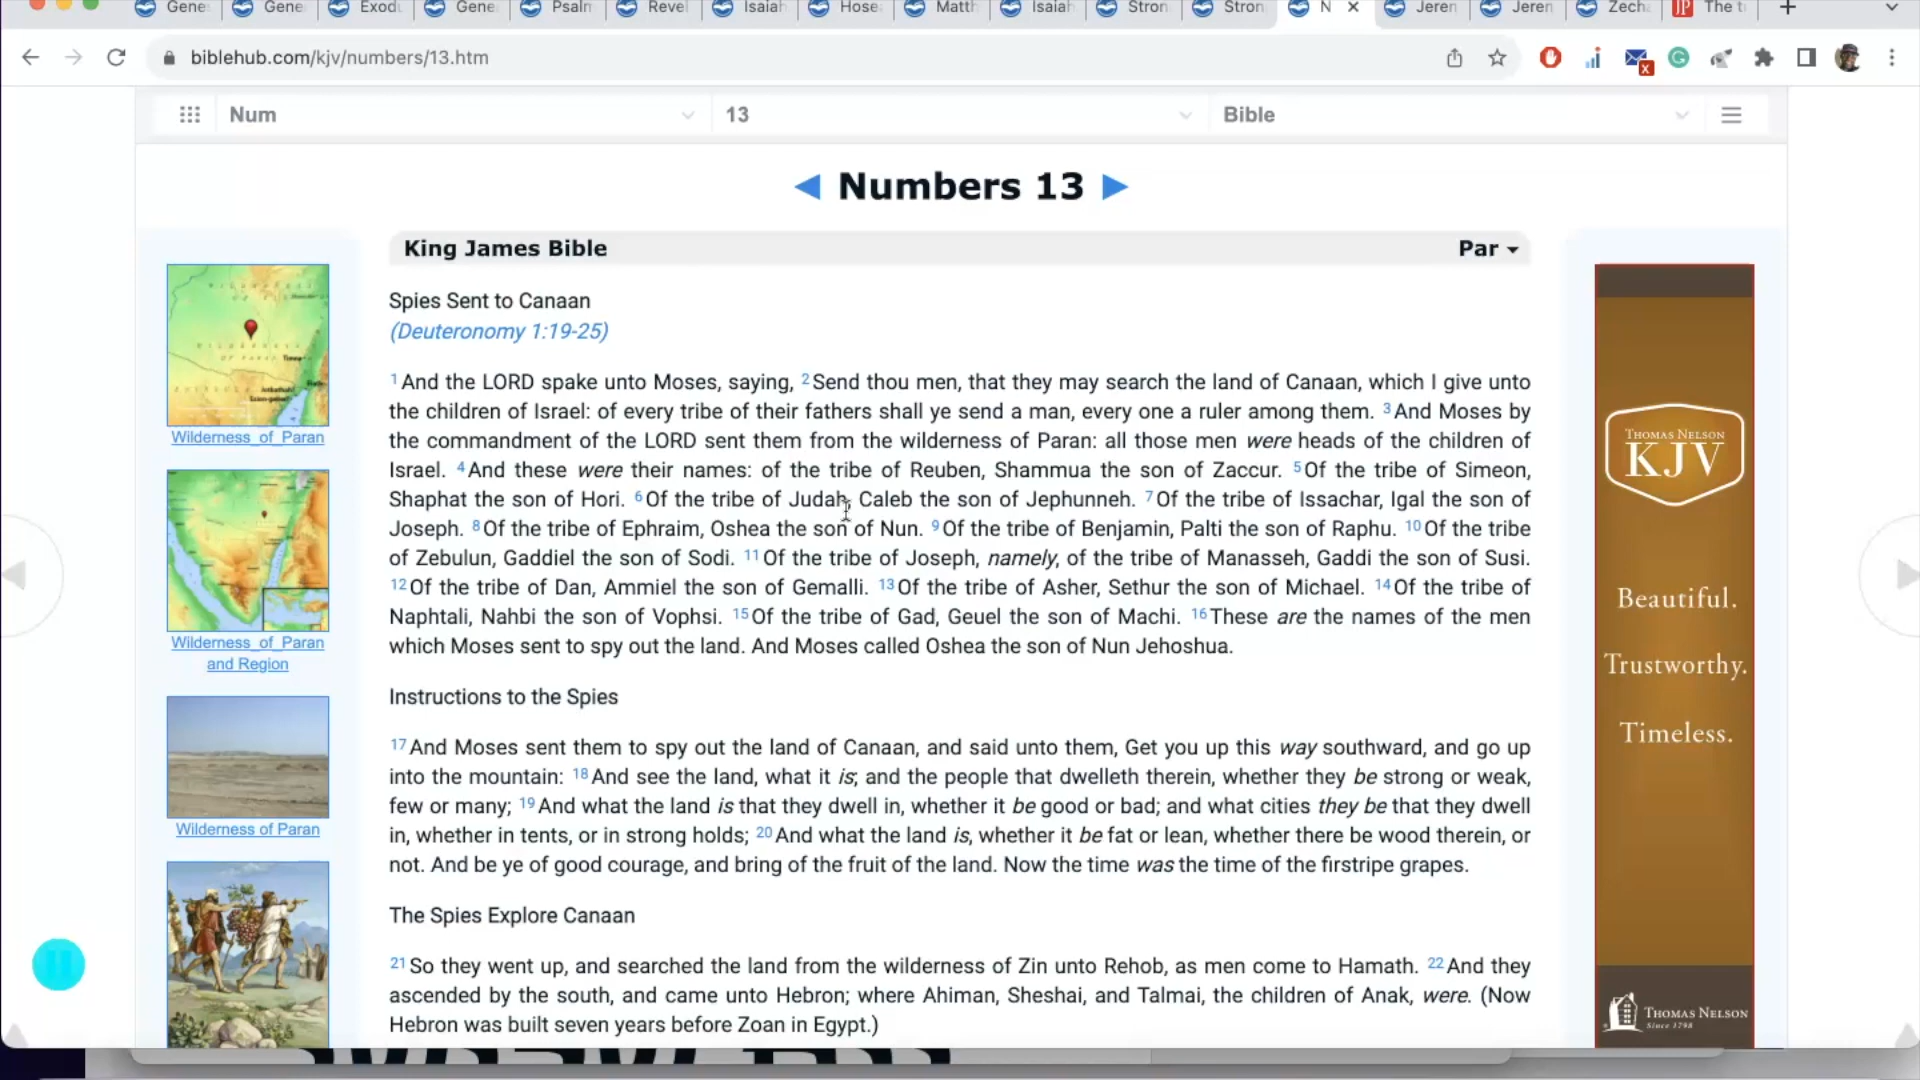 Gene Gene Exodu Gene Psalm Revel Isaiah Hose Matth Isaiah Stron Stron N Jerem Jerem Zech The t
biblehub.com/kjv/numbers/13.htm
Num 13 Bible
Numbers 13
King James Bible Par
Spies Sent to Canaan
(Deuteronomy 1:19-25)
1 And the LORD spake unto Moses, saying, 2 Send thou men, that they may search the land of Canaan, which I give unto
the children of Israel: of every tribe of their fathers shall ye send a man, every one a ruler among them. 3 And Moses by
the commandment of the LORD sent them from the wilderness of Paran: all those men were heads of the children of
Israel. 4 And these were their names: of the tribe of Reuben, Shammua the son of Zaccur. 5 Of the tribe of Simeon,
Shaphat the son of Hori. 6 Of the tribe of Judah, Caleb the son of Jephunneh. 7 Of the tribe of Issachar, Igal the son of
Joseph. 8 Of the tribe of Ephraim, Oshea the son of Nun. 9 Of the tribe of Benjamin, Palti the son of Raphu. 10 Of the tribe
of Zebulun, Gaddiel the son of Sodi. 11 Of the tribe of Joseph, namely, of the tribe of Manasseh, Gaddi the son of Susi.
12 Of the tribe of Dan, Ammiel the son of Gemalli. 13 Of the tribe of Asher, Sethur the son of Michael. 14 Of the tribe of
Naphtali, Nahbi the son of Vophsi. 15 Of the tribe of Gad, Geuel the son of Machi. 16 These are the names of the men
which Moses sent to spy out the land. And Moses called Oshea the son of Nun Jehoshua.
Instructions to the Spies
17 And Moses sent them to spy out the land of Canaan, and said unto them, Get you up this way southward, and go up
into the mountain: 18 And see the land, what it is; and the people that dwelleth therein, whether they be strong or weak,
few or many; 19 And what the land is that they dwell in, whether it be good or bad; and what cities they be that they dwell
in, whether in tents, or in strong holds; 20 And what the land is, whether it be fat or lean, whether there be wood therein, or
not. And be ye of good courage, and bring of the fruit of the land. Now the time was the time of the firstripe grapes.
The Spies Explore Canaan
21 So they went up, and searched the land from the wilderness of Zin unto Rehob, as men come to Hamath. 22 And they
ascended by the south, and came unto Hebron; where Ahiman, Sheshai, and Talmai, the children of Anak, were. (Now
Hebron was built seven years before Zoan in Egypt.)
Wilderness_of_Paran
Wilderness_of_Paran
and Region
Wilderness of Paran
THOMAS NELSON
KJV
Beautiful.
Trustworthy.
Timeless.
THOMAS NELSON
Since 1798